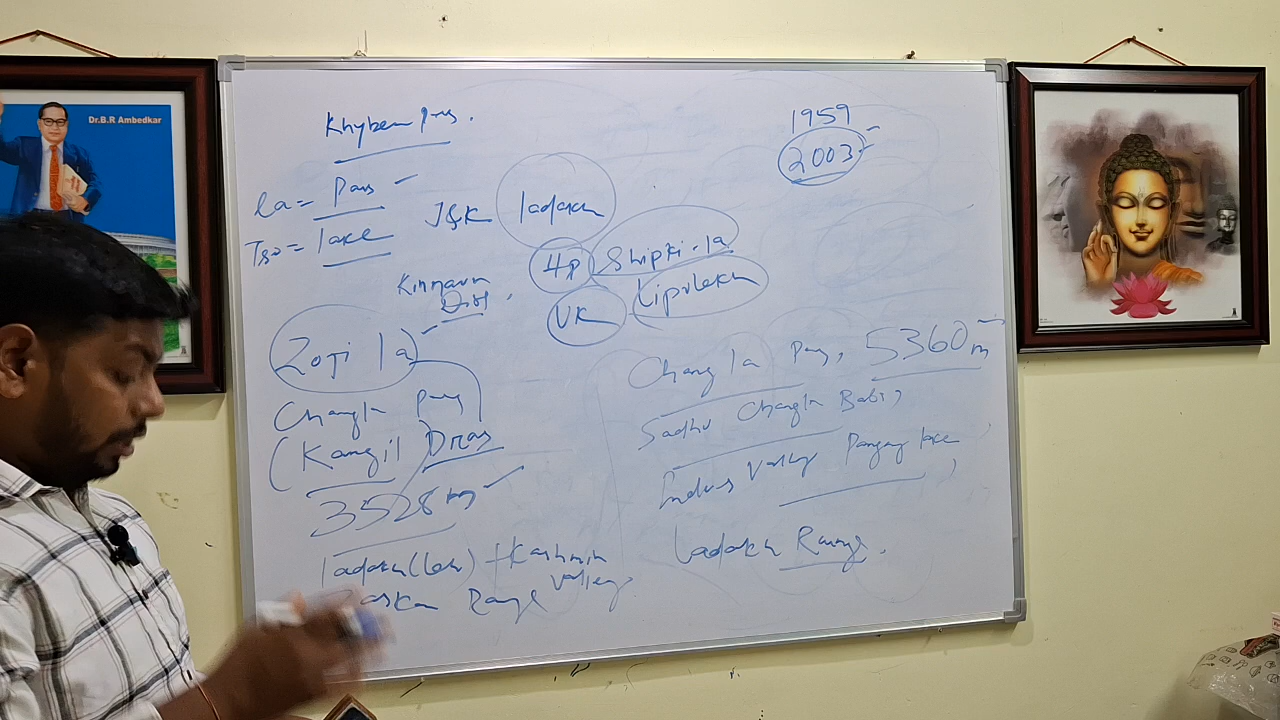 Dr.B.R Ambedkar
Khyber pass.
1959
2003
la = Pass
Tso = lake
J&K ladakh
HP Shipki-la
Kinnaur
Dist.
UK Lipulekh
Zoji la
Chang la Pass, 5360m
Changla Pass
Sadhu Changla Baba
(Kargil Dras
Indus Valley Pangong lake
3528m
ladakh(leh) + Kashmir
Valley
Ladakh Range.
Range